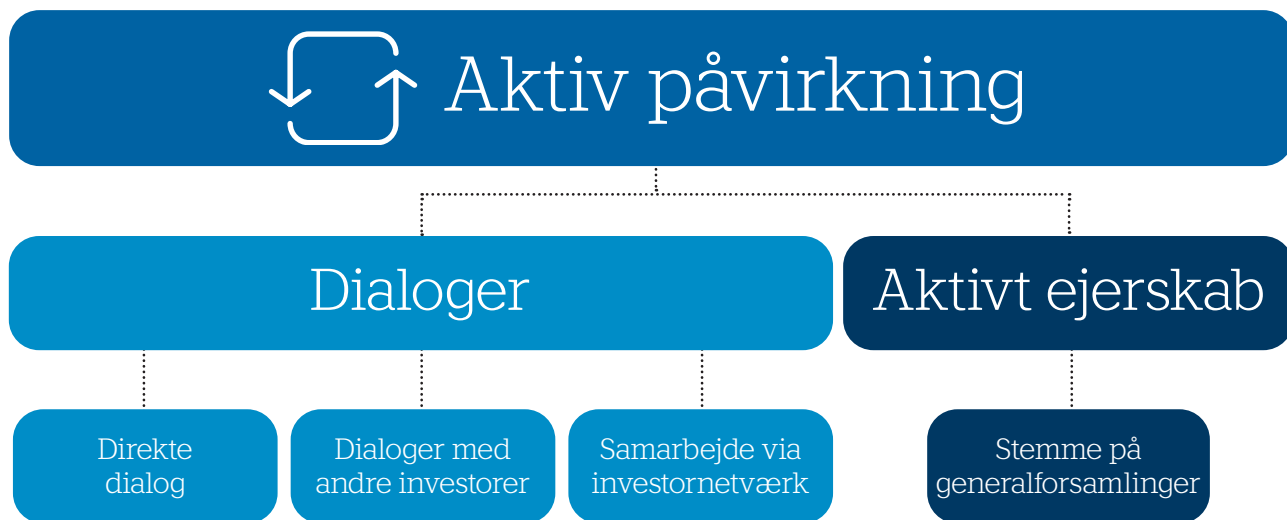 Aktiv påvirkning
Dialoger
Aktivt ejerskab
Direkte
dialog
Dialoger med
andre investorer
Samarbejde via
investornetværk
Stemme på
generalforsamlinger